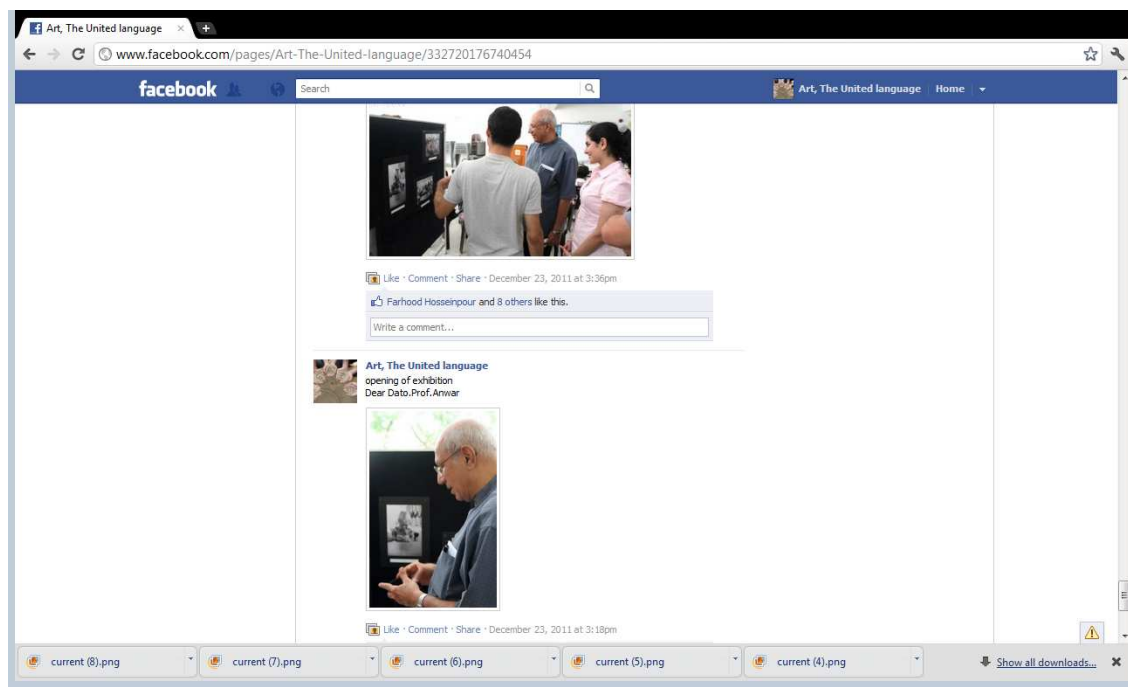 Art, The United language
www.facebook.com/pages/Art-The-United-language/332720176740454
facebook
Search
Art, The United language
Home
Like · Comment · Share · December 23, 2011 at 3:36pm
Farhood Hosseinpour and 8 others like this.
Write a comment...
Art, The United language
opening of exhibition
Dear Dato.Prof.Anwar
Like · Comment · Share · December 23, 2011 at 3:18pm
current (8).png
current (7).png
current (6).png
current (5).png
current (4).png
Show all downloads...